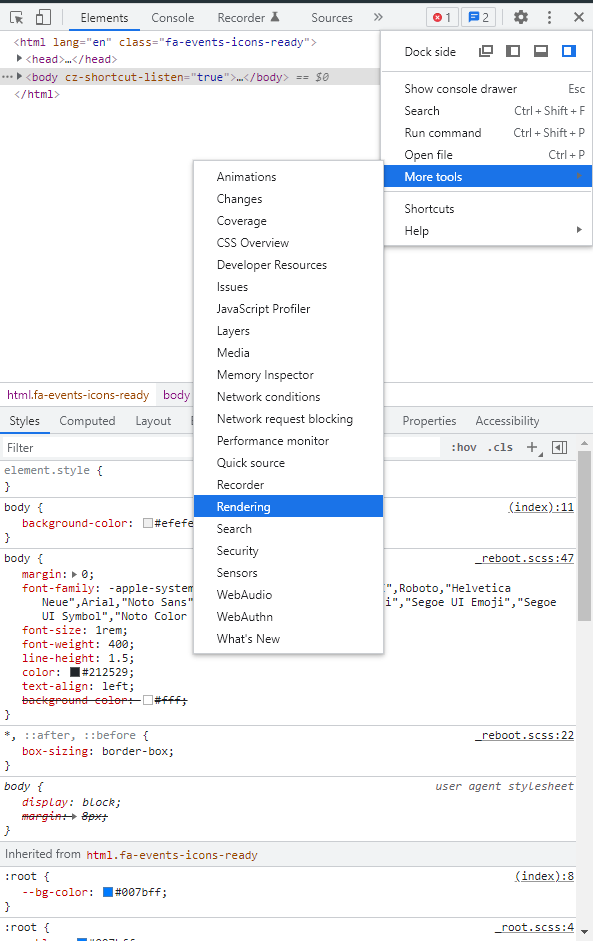 Elements Console Recorder Sources 1 2
<html lang="en" class="fa-events-icons-ready">
<head>…</head>
<body cz-shortcut-listen="true">…</body> == $0
</html>
Dock side
Show console drawer Esc
Search Ctrl + Shift + F
Run command Ctrl + Shift + P
Open file Ctrl + P
More tools
Shortcuts
Help
Animations
Changes
Coverage
CSS Overview
Developer Resources
Issues
JavaScript Profiler
Layers
Media
Memory Inspector
Network conditions
Network request blocking
Performance monitor
Quick source
Recorder
Rendering
Search
Security
Sensors
WebAudio
WebAuthn
What's New
html.fa-events-icons-ready body
Styles Computed Layout Properties Accessibility
Filter :hov .cls
element.style {
}
body { (index):11
background-color: #efefe
}
body { _reboot.scss:47
margin: 0;
font-family: -apple-system ",Roboto,"Helvetica
Neue",Arial,"Noto Sans" i","Segoe UI Emoji","Segoe
UI Symbol","Noto Color
font-size: 1rem;
font-weight: 400;
line-height: 1.5;
color: #212529;
text-align: left;
background-color: #fff;
}
*, ::after, ::before { _reboot.scss:22
box-sizing: border-box;
}
body { user agent stylesheet
display: block;
margin: 8px;
}
Inherited from html.fa-events-icons-ready
:root { (index):8
--bg-color: #007bff;
}
:root { _root.scss:4